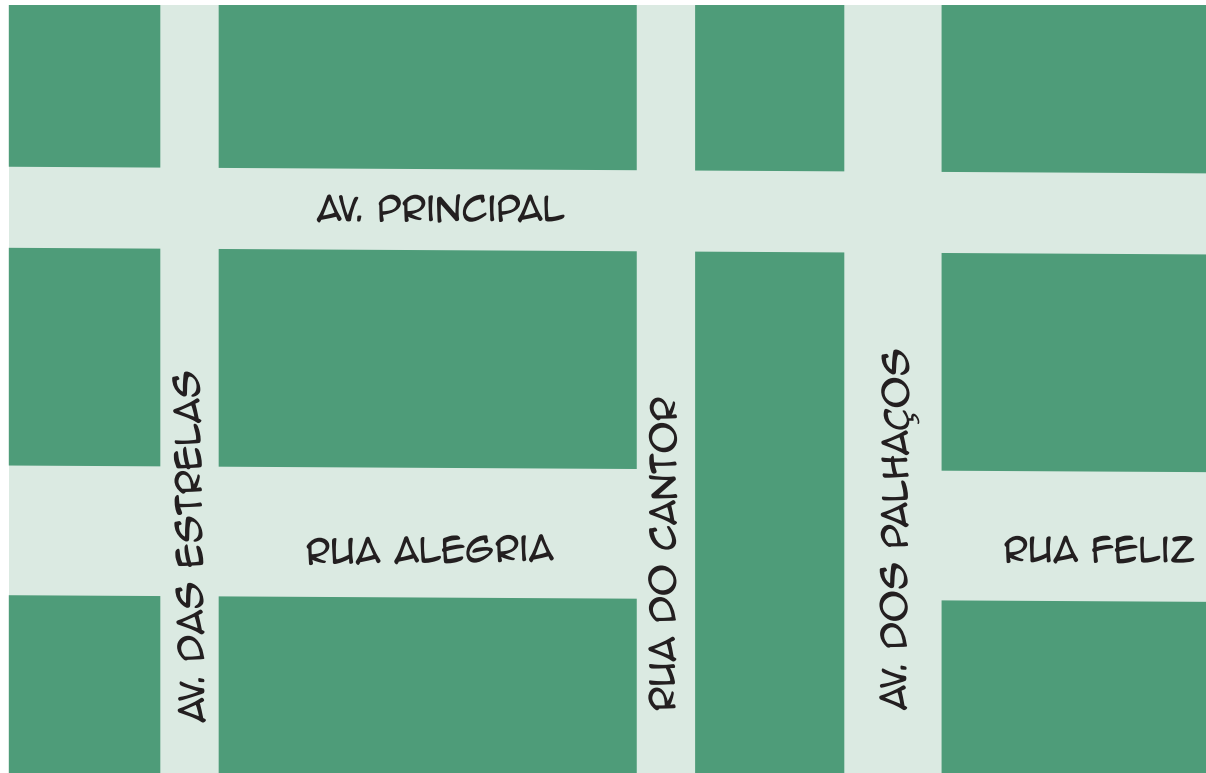 AV. PRINCIPAL
AV. DAS ESTRELAS
RUA ALEGRIA
RUA DO CANTOR
AV. DOS PALHAÇOS
RUA FELIZ